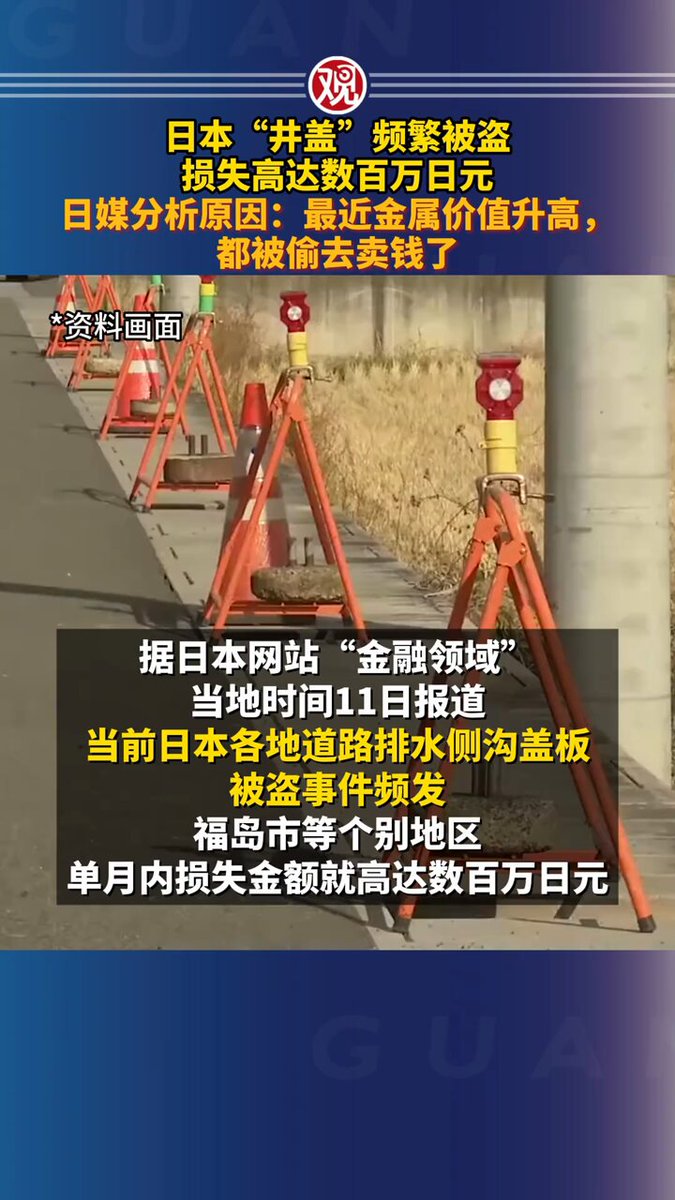 GUAN
观
日本“井盖”频繁被盗
损失高达数百万日元
日媒分析原因：最近金属价值升高，
都被偷去卖钱了
*资料画面
据日本网站“金融领域”
当地时间11日报道
当前日本各地道路排水侧沟盖板
被盗事件频发
福岛市等个别地区
单月内损失金额就高达数百万日元
GUAN